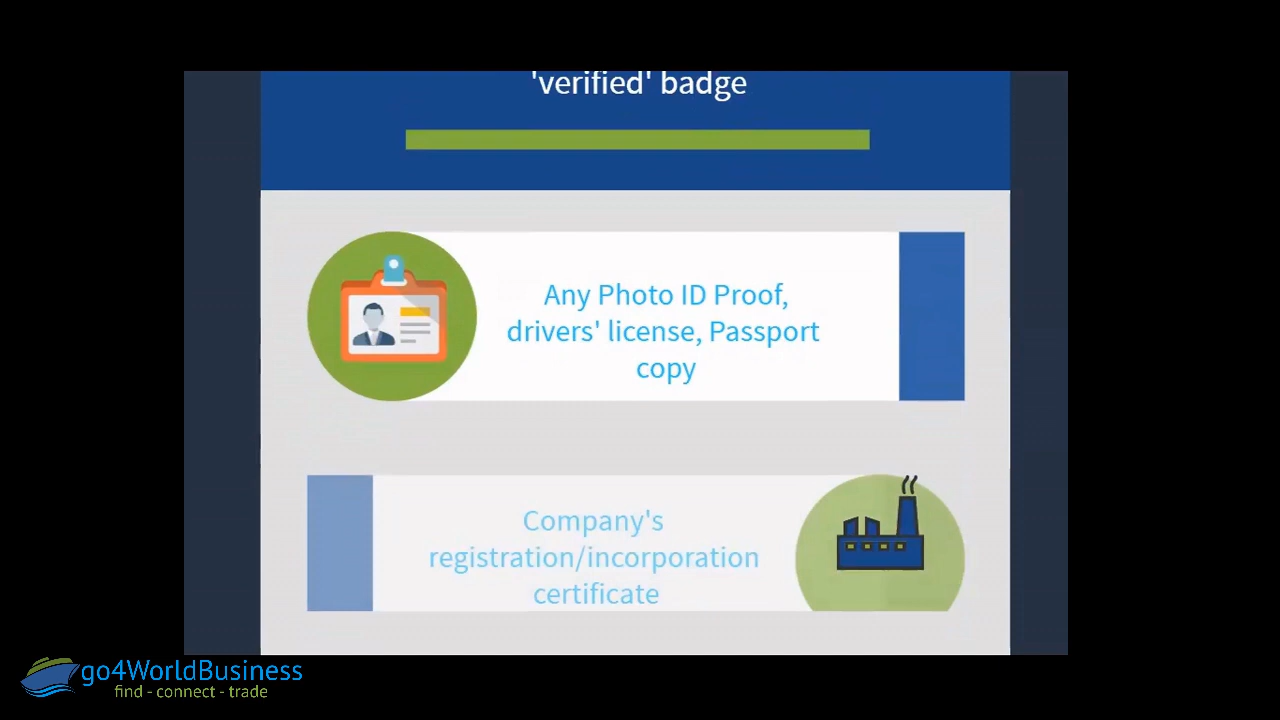 'verified' badge
Any Photo ID Proof,
drivers' license, Passport
copy
Company's
registration/incorporation
certificate
go4WorldBusiness
find - connect - trade